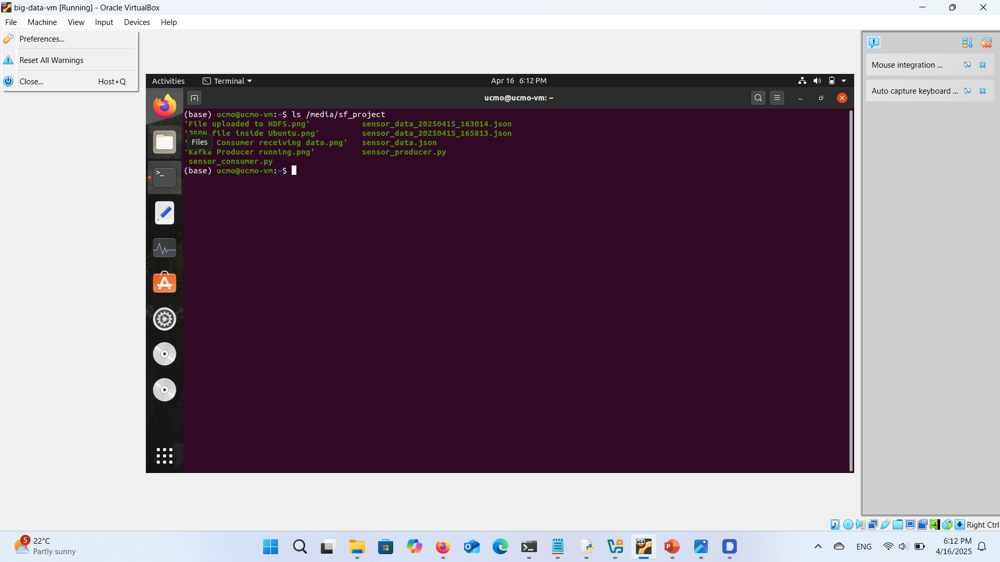 big-data-vm [Running] - Oracle VirtualBox
File Machine View Input Devices Help
Preferences...
Reset All Warnings
Close... Host+Q
Mouse integration ...
Auto capture keyboard ...
Activities Terminal Apr 16 6:12 PM
ucmo@ucmo-vm: ~
(base) ucmo@ucmo-vm:~$ ls /media/sf_project
'File uploaded to HDFS.png' sensor_data_20250415_163014.json
'JSON file inside Ubuntu.png' sensor_data_20250415_165813.json
' Consumer receiving data.png' sensor_data.json
Files
'Kafka Producer running.png' sensor_producer.py
sensor_consumer.py
(base) ucmo@ucmo-vm:~$
Right Ctrl
5
22°C
Partly sunny
x64
ENG
6:12 PM
4/16/2025